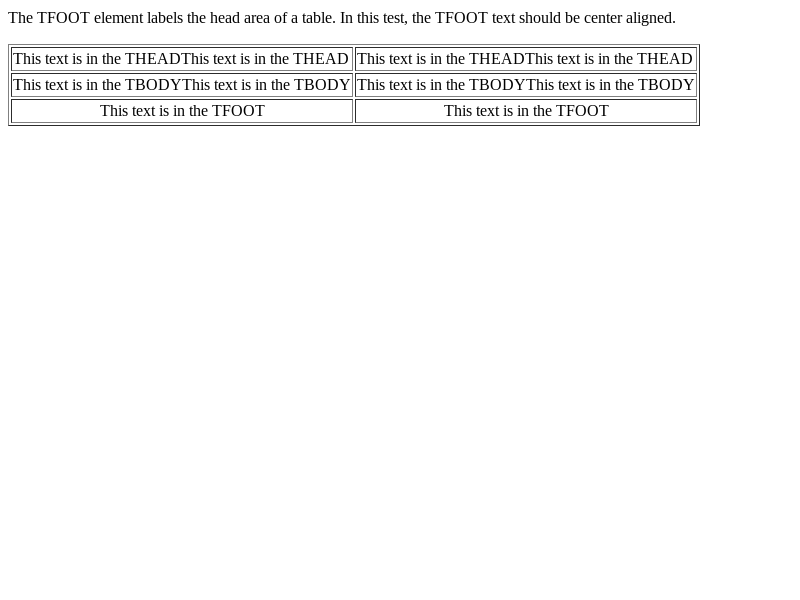 The TFOOT element labels the head area of a table. In this test, the TFOOT text should be center aligned.
This text is in the THEADThis text is in the THEAD This text is in the THEADThis text is in the THEAD
This text is in the TBODYThis text is in the TBODY This text is in the TBODYThis text is in the TBODY
This text is in the TFOOT This text is in the TFOOT